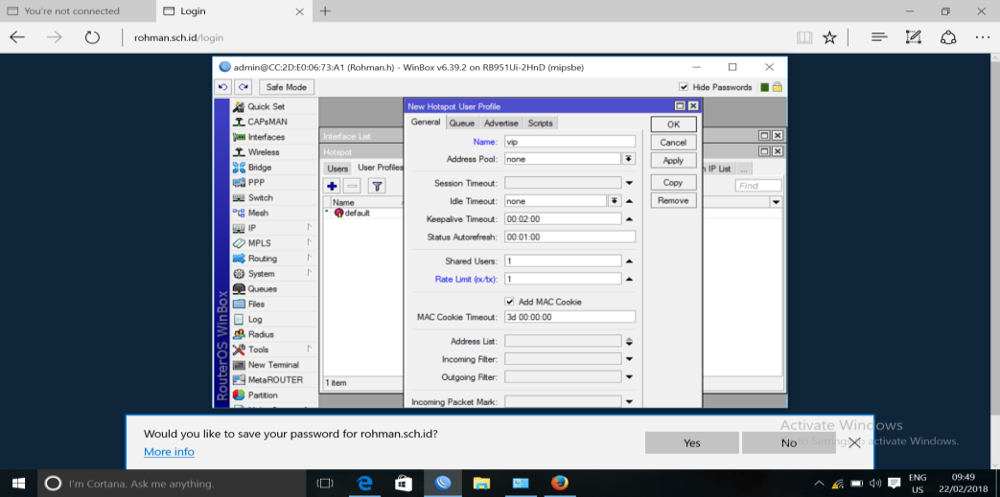 You're not connected
Login
rohman.sch.id/login
admin@CC:2D:E0:06:73:A1 (Rohman.h) - WinBox v6.39.2 on RB951Ui-2HnD (mipsbe)
Safe Mode
Hide Passwords
RouterOS WinBox
Quick Set
CAPsMAN
Interfaces
Wireless
Bridge
PPP
Switch
Mesh
IP
MPLS
Routing
System
Queues
Files
Log
Radius
Tools
New Terminal
MetaROUTER
Partition
Interface List
Hotspot
Users
User Profiles
IP List
...
Find
Name
* default
1 item
New Hotspot User Profile
General
Queue
Advertise
Scripts
Name: vip
Address Pool: none
Session Timeout:
Idle Timeout: none
Keepalive Timeout: 00:02:00
Status Autorefresh: 00:01:00
Shared Users: 1
Rate Limit (rx/tx): 1
Add MAC Cookie
MAC Cookie Timeout: 3d 00:00:00
Address List:
Incoming Filter:
Outgoing Filter:
Incoming Packet Mark:
OK
Cancel
Apply
Copy
Remove
Would you like to save your password for rohman.sch.id?
More info
Yes
No
Activate Windows
to Settings to activate Windows.
I'm Cortana. Ask me anything.
ENG
US
09:49
22/02/2018